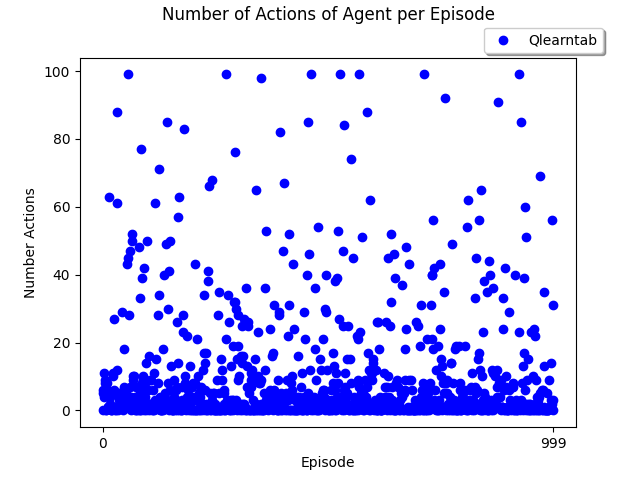 Number of Actions of Agent per Episode
Qlearntab
100
80
60
40
20
0
Number Actions
0
999
Episode